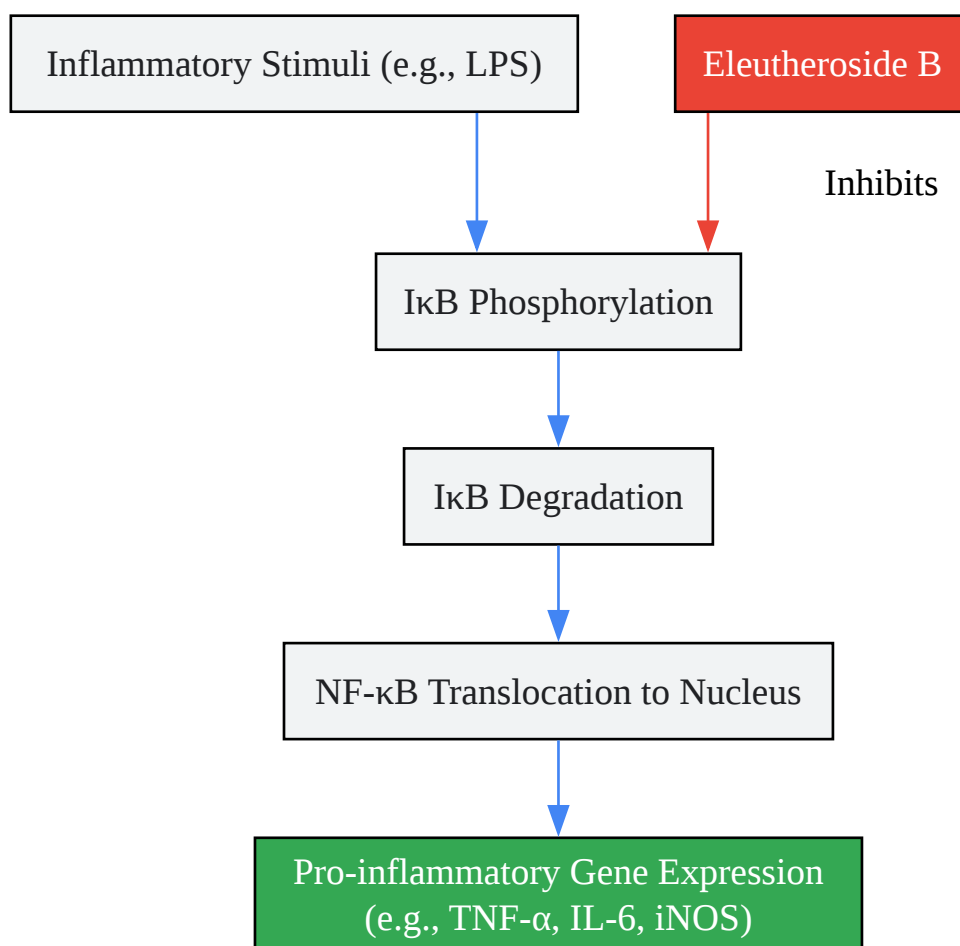 Inflammatory Stimuli (e.g., LPS)
Eleutheroside B
Inhibits
IκB Phosphorylation
IκB Degradation
NF-κB Translocation to Nucleus
Pro-inflammatory Gene Expression
(e.g., TNF-α, IL-6, iNOS)